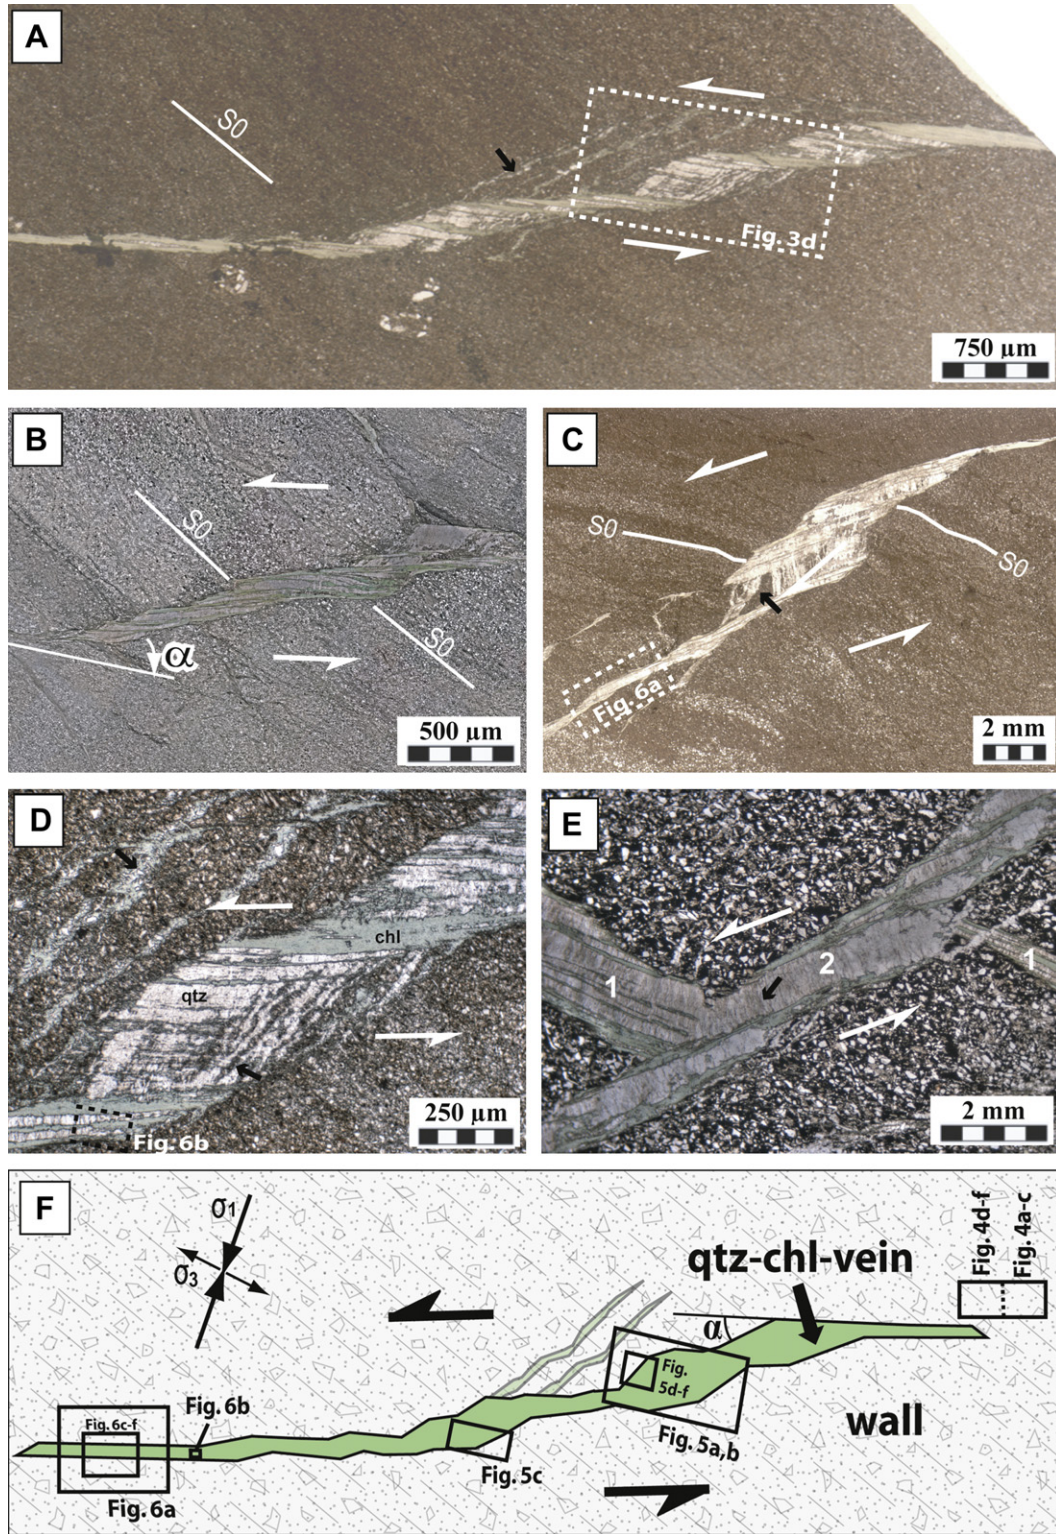 A
S0
Fig. 3d
750 µm
B
S0
S0
α
500 µm
C
S0
S0
Fig. 6a
2 mm
D
chl
qtz
Fig. 6b
250 µm
E
1
2
1
2 mm
F
σ1
σ3
qtz-chl-vein
Fig. 4d-f
Fig. 4a-c
α
Fig.
5d-f
Fig. 6b
Fig. 6c-f
wall
Fig. 5a,b
Fig. 5c
Fig. 6a